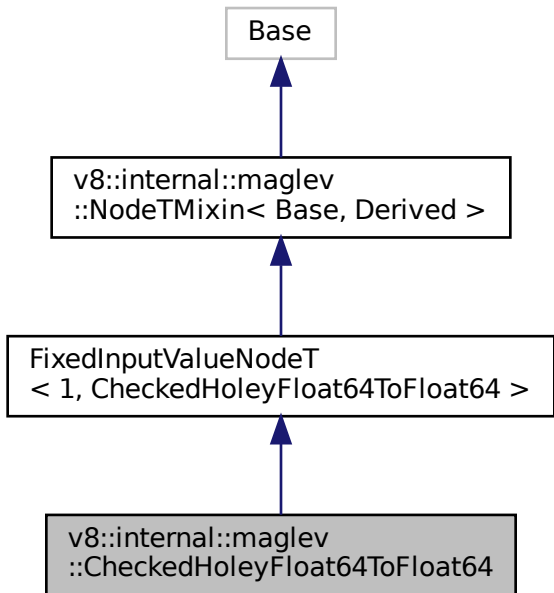 Base
v8::internal::maglev
::NodeTMixin< Base, Derived >
FixedInputValueNodeT
< 1, CheckedHoleyFloat64ToFloat64 >
v8::internal::maglev
::CheckedHoleyFloat64ToFloat64